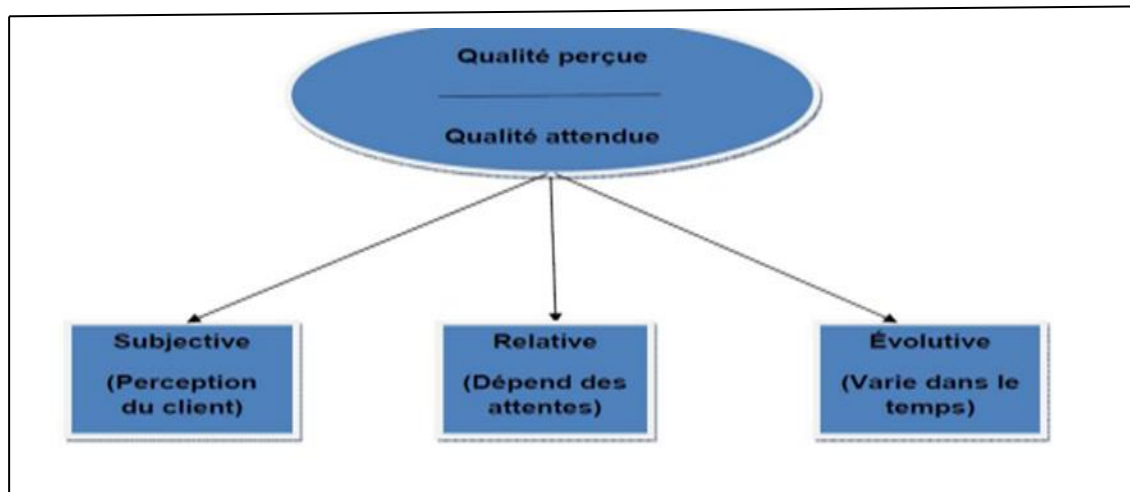 Qualité perçue
Qualité attendue
Subjective
(Perception
du client)
Relative
(Dépend des
attentes)
Évolutive
(Varie dans le
temps)